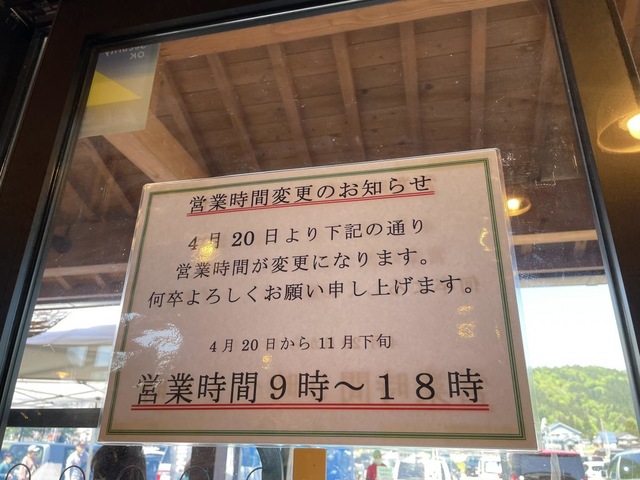 営業時間変更のお知らせ
4月20日より下記の通り
営業時間が変更になります。
何卒よろしくお願い申し上げます。
4月20日から11月下旬
営業時間9時～18時